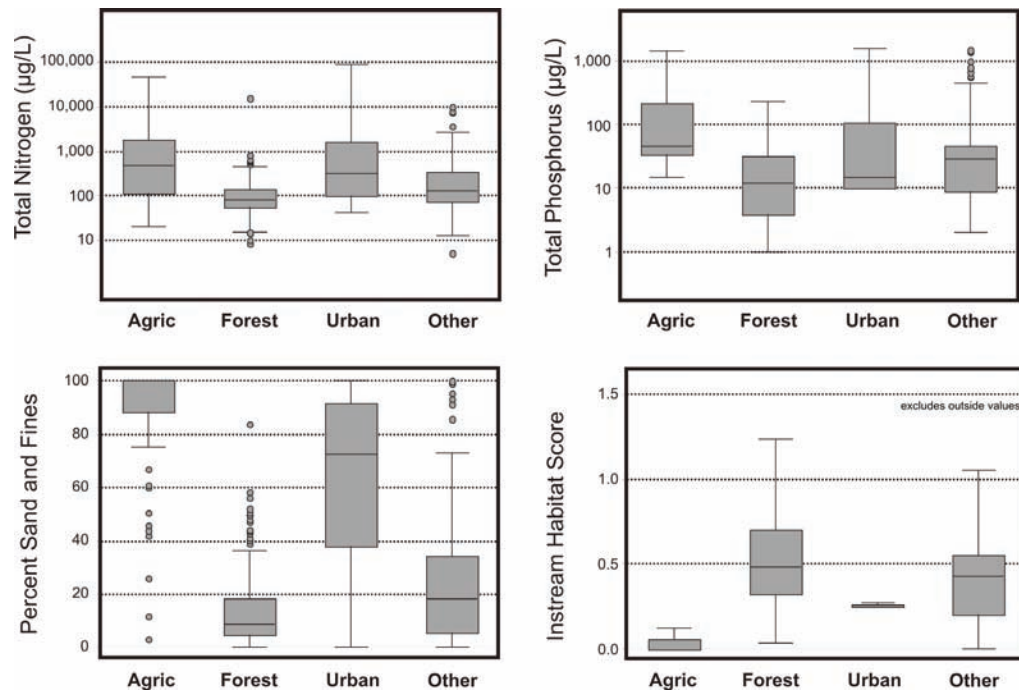 Total Nitrogen (µg/L)
100,000
10,000
1,000
100
10
Agric Forest Urban Other
Total Phosphorus (µg/L)
1,000
100
10
1
Agric Forest Urban Other
Percent Sand and Fines
100
80
60
40
20
0
Agric Forest Urban Other
Instream Habitat Score
1.5
excludes outside values
1.0
0.5
0.0
Agric Forest Urban Other